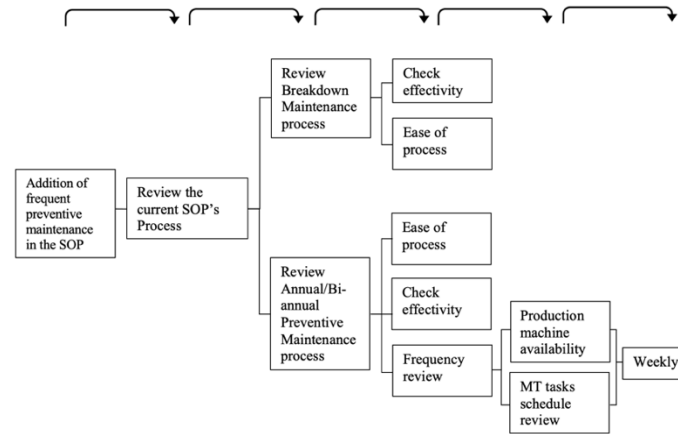 Addition of
frequent
preventive
maintenance
in the SOP
Review the
current SOP's
Process
Review
Breakdown
Maintenance
process
Check
effectivity
Ease of
process
Review
Annual/Bi-
annual
Preventive
Maintenance
process
Ease of
process
Check
effectivity
Frequency
review
Production
machine
availability
MT tasks
schedule
review
Weekly